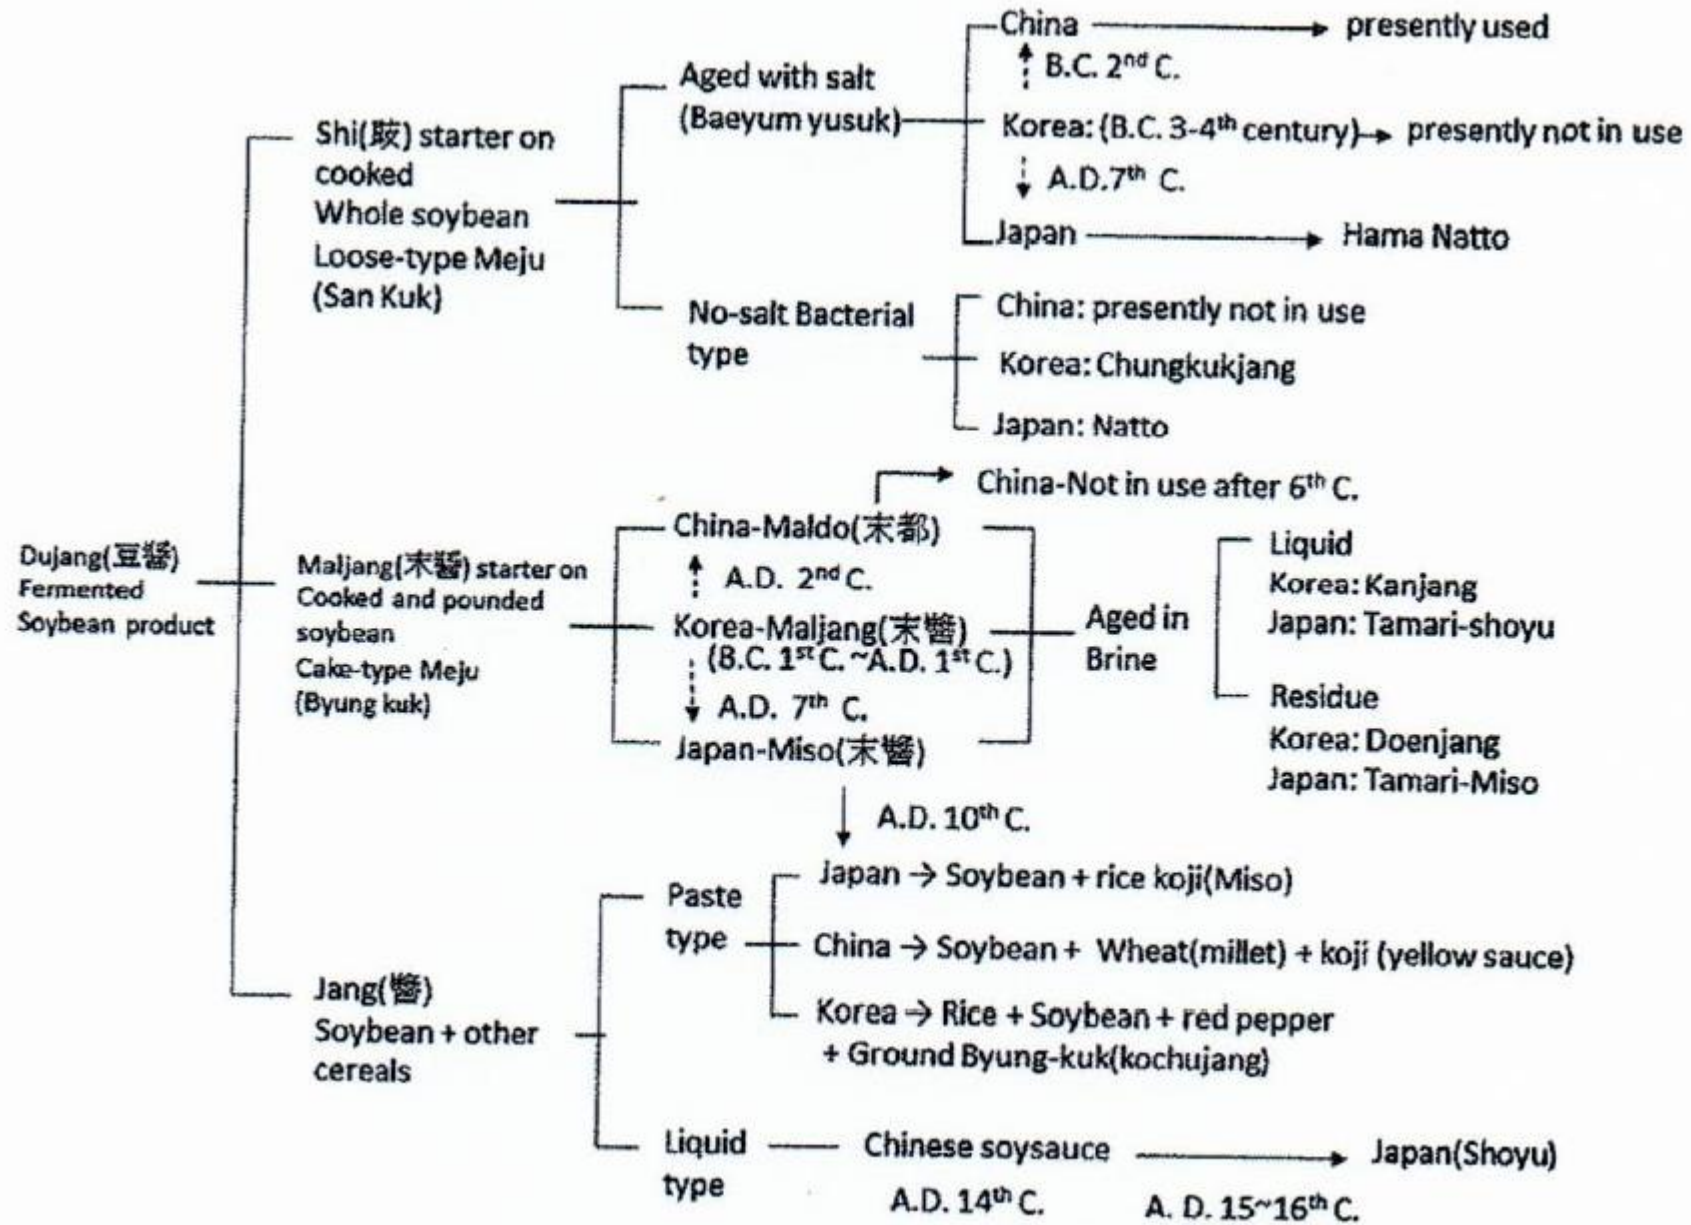 China → presently used
B.C. 2nd C.
Aged with salt
(Baeyum yusuk)
Korea: (B.C. 3-4th century)→ presently not in use
A.D.7th C.
Japan → Hama Natto
Shi(䜴) starter on
cooked
Whole soybean
Loose-type Meju
(San Kuk)
No-salt Bacterial
type
China: presently not in use
Korea: Chungkukjang
Japan: Natto
China-Not in use after 6th C.
China-Maldo(末都)
A.D. 2nd C.
Korea-Maljang(末醬)
(B.C. 1st C. ~A.D. 1st C.)
A.D. 7th C.
Japan-Miso(末醬)
Dujang(豆醬)
Fermented
Soybean product
Maljang(末醬) starter on
Cooked and pounded
soybean
Cake-type Meju
(Byung kuk)
Aged in
Brine
Liquid
Korea: Kanjang
Japan: Tamari-shoyu
Residue
Korea: Doenjang
Japan: Tamari-Miso
A.D. 10th C.
Jang(醬)
Soybean + other
cereals
Paste
type
Japan → Soybean + rice koji(Miso)
China → Soybean + Wheat(millet) + koji (yellow sauce)
Korea → Rice + Soybean + red pepper
+ Ground Byung-kuk(kochujang)
Liquid
type
Chinese soysauce → Japan(Shoyu)
A.D. 14th C.
A. D. 15~16th C.